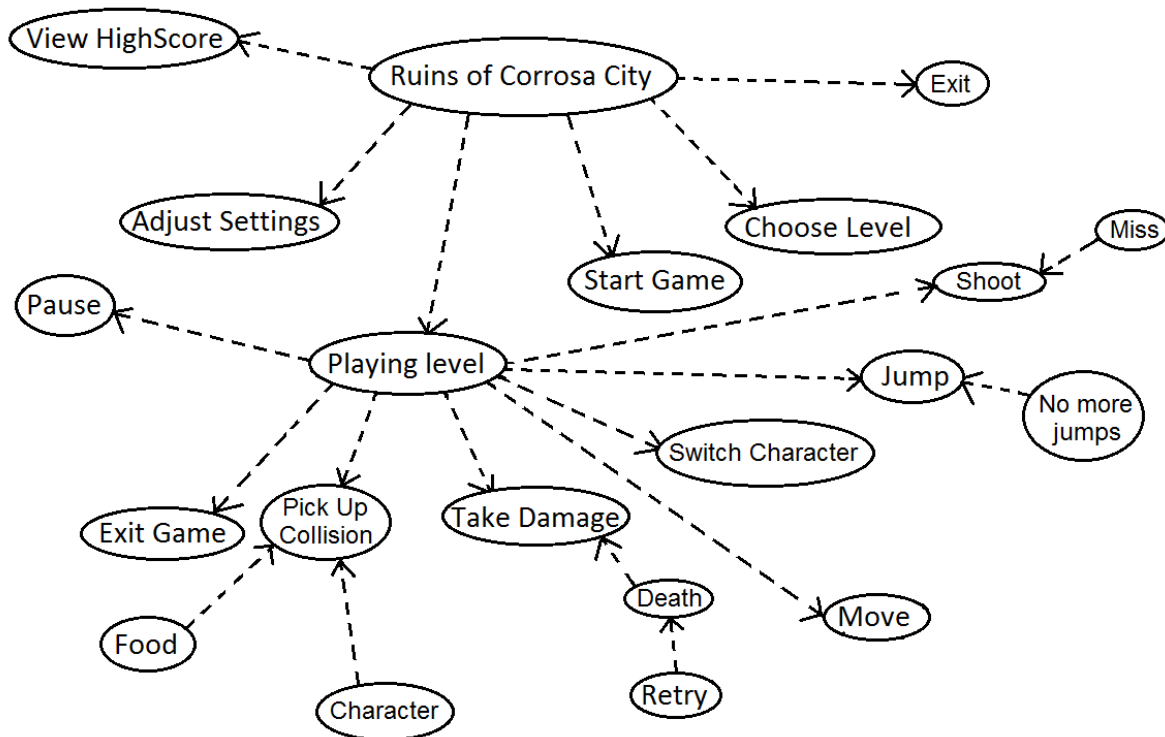 View HighScore
Ruins of Corrosa City
Exit
Adjust Settings
Choose Level
Miss
Start Game
Shoot
Pause
Playing level
Jump
No more
jumps
Switch Character
Exit Game
Pick Up
Collision
Take Damage
Death
Move
Food
Retry
Character